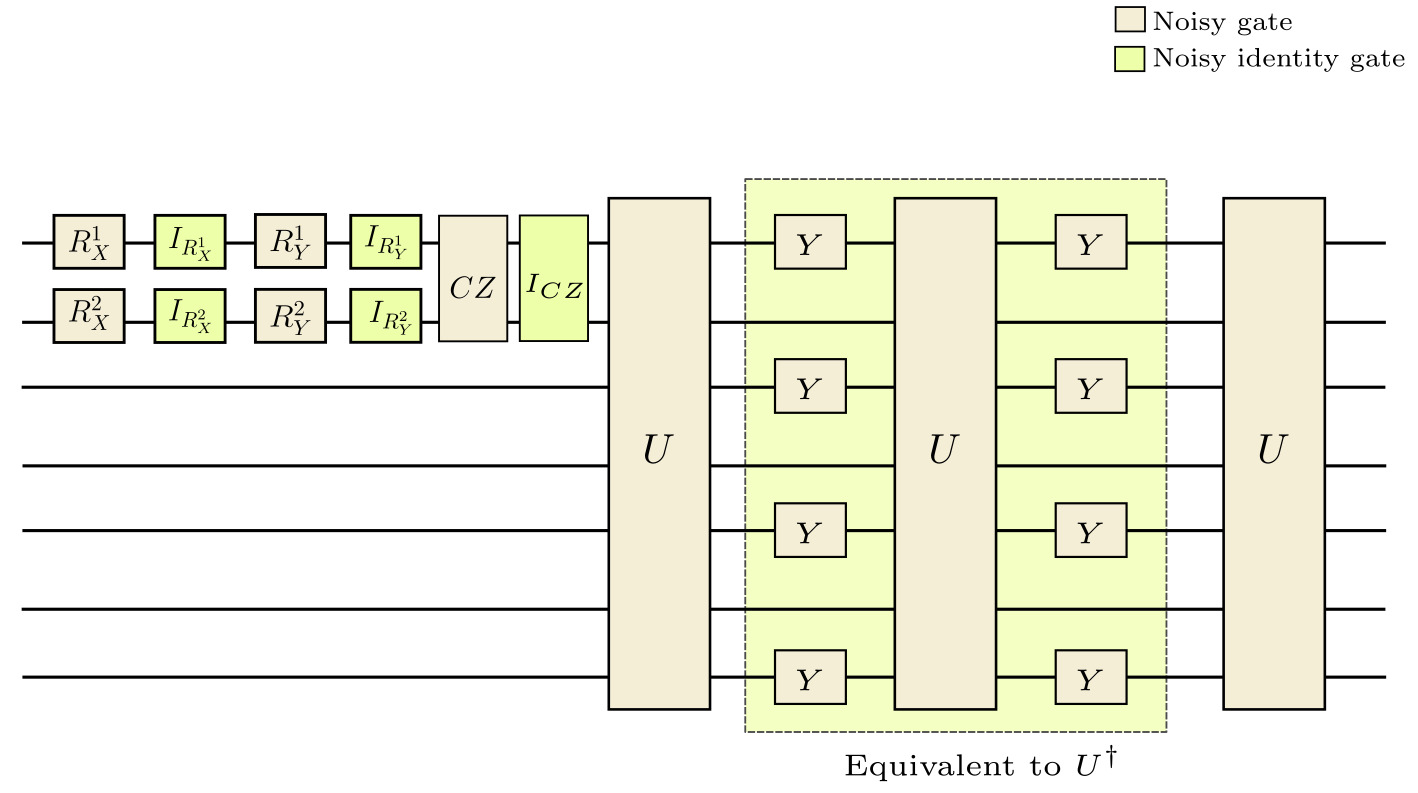 Noisy gate
Noisy identity gate
R_X^1 I_{R_X^1} R_Y^1 I_{R_Y^1}
CZ I_{CZ}
R_X^2 I_{R_X^2} R_Y^2 I_{R_Y^2}
Y Y
Y Y
U U U
Y Y
Y Y
Equivalent to U^†